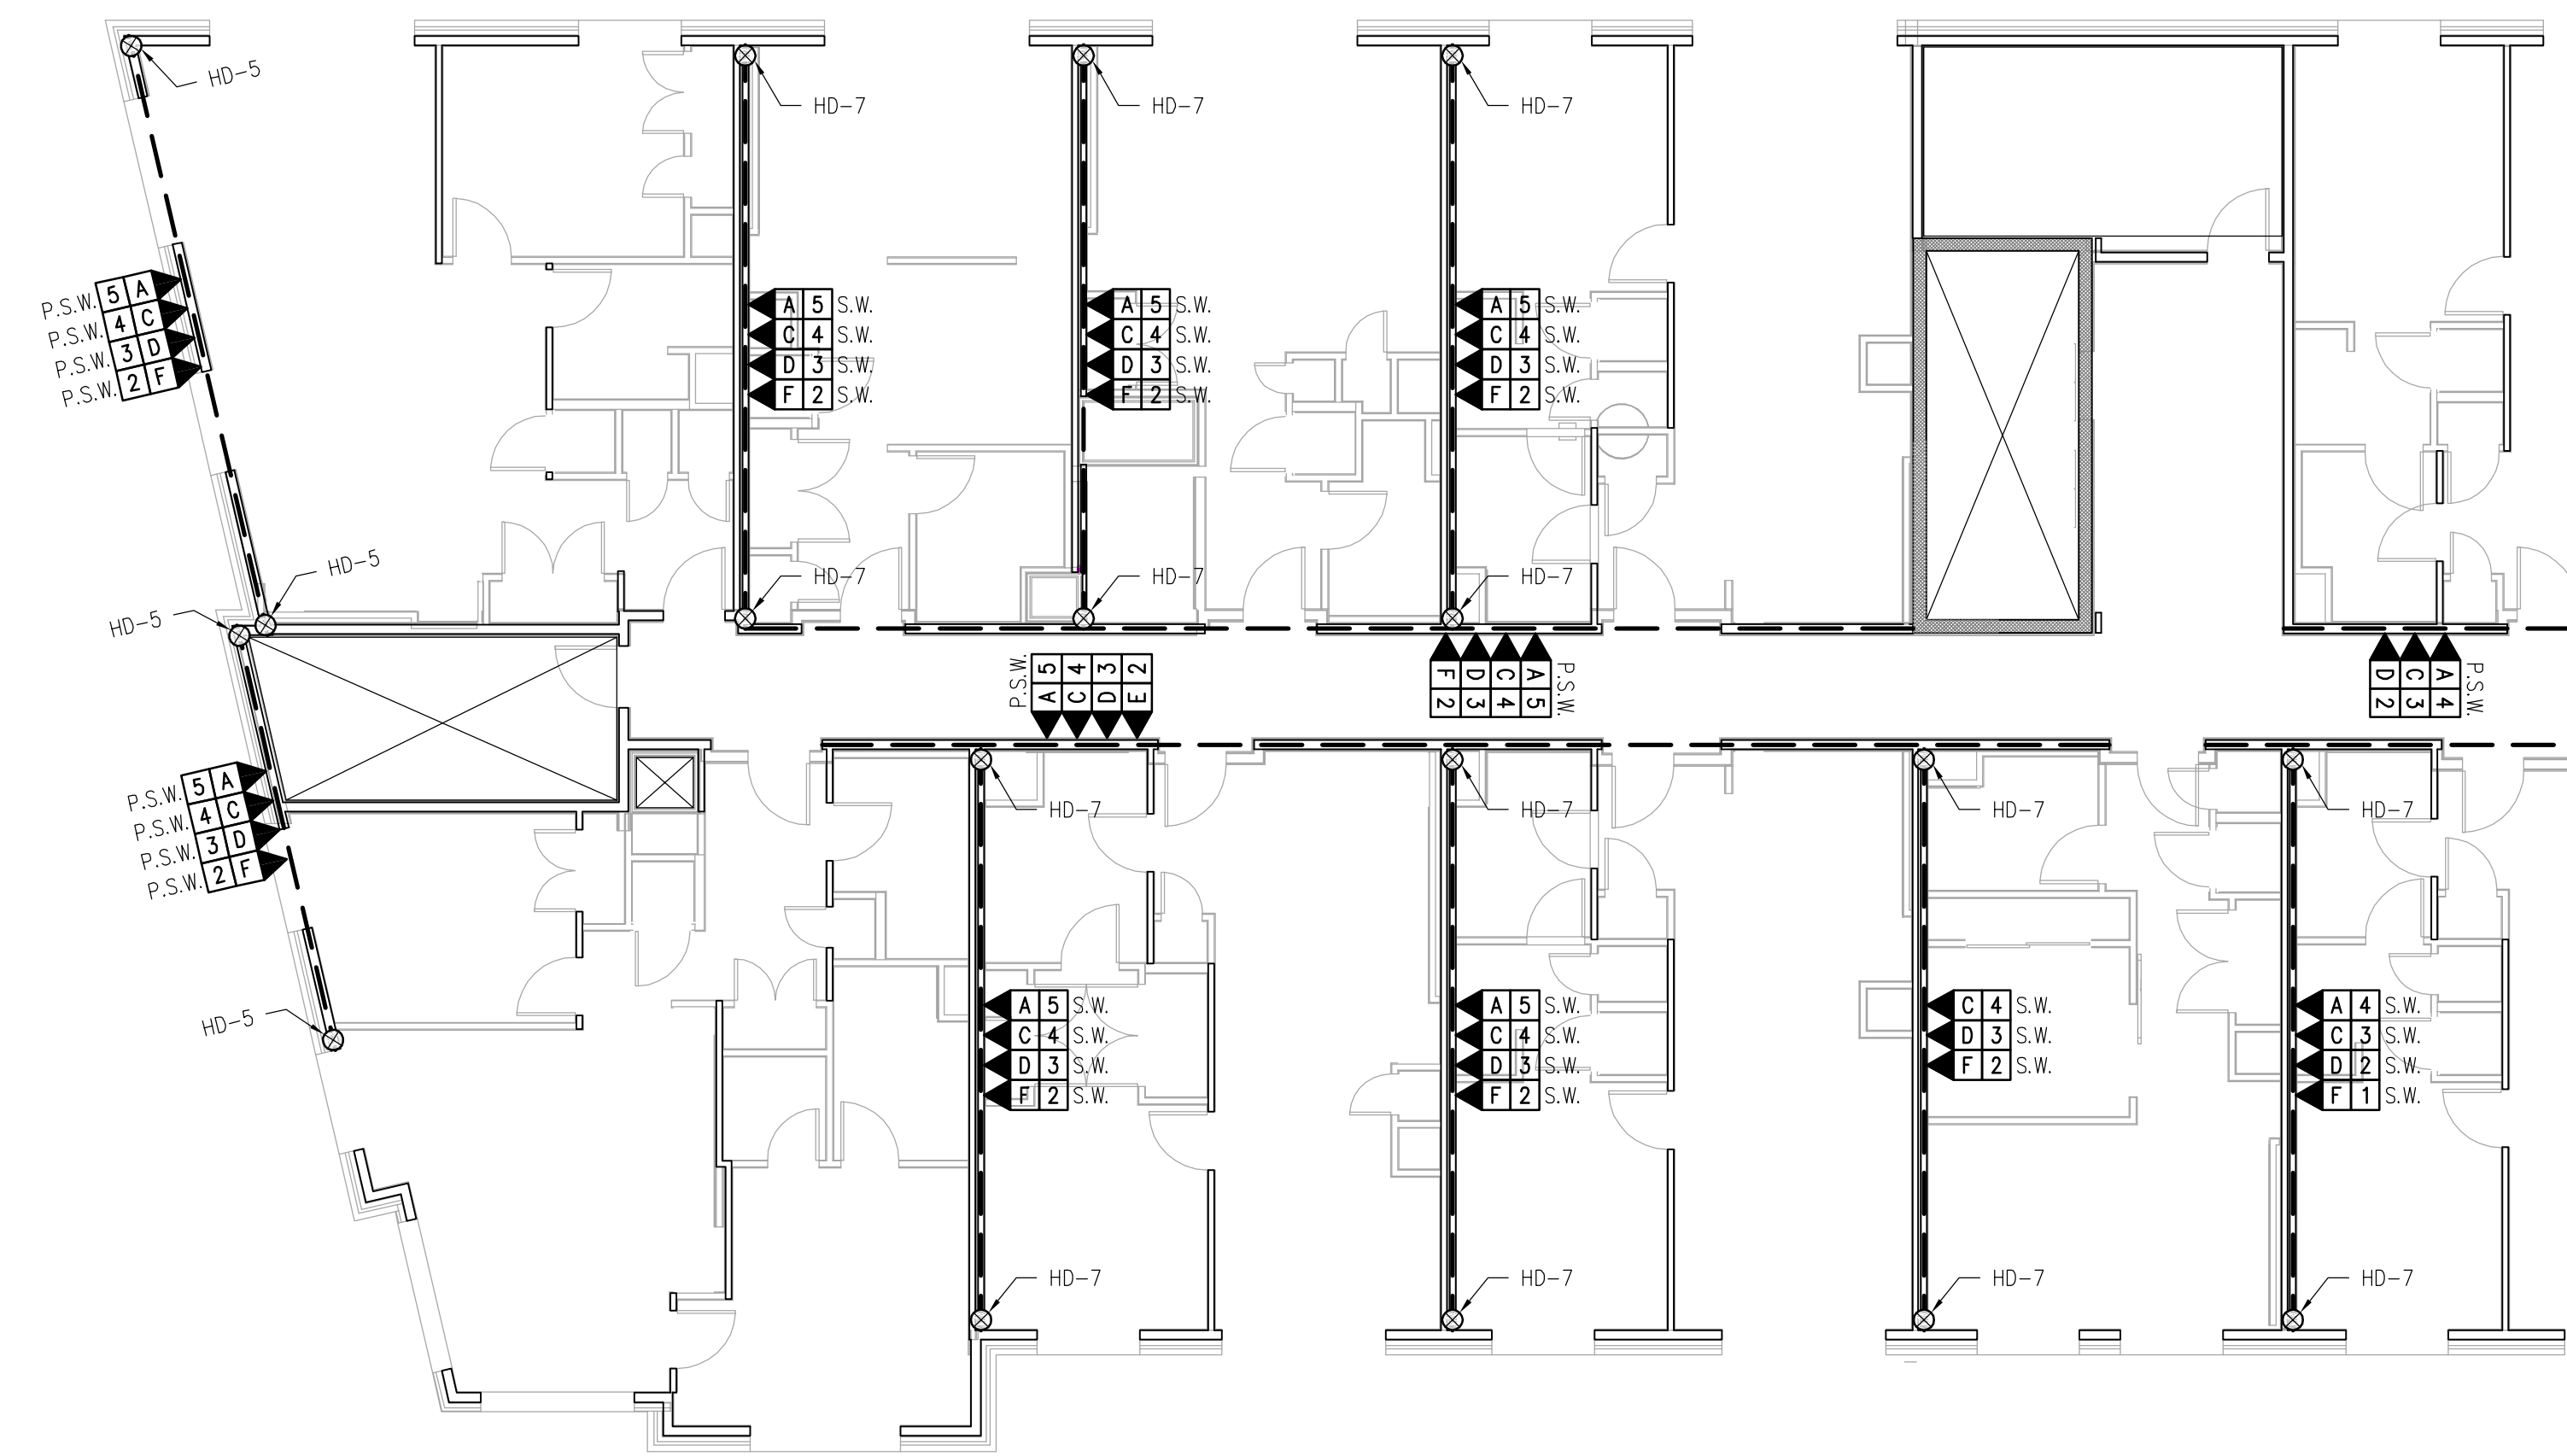 HD-5
HD-7
HD-7
HD-7
P.S.W. 5 A
P.S.W. 4 C
P.S.W. 3 D
P.S.W. 2 F
A 5 S.W.
C 4 S.W.
D 3 S.W.
F 2 S.W.
A 5 S.W.
C 4 S.W.
D 3 S.W.
F 2 S.W.
A 5 S.W.
C 4 S.W.
D 3 S.W.
F 2 S.W.
HD-5
HD-5
HD-7
HD-7
HD-7
P.S.W.
A 5
C 4
D 3
E 2
P.S.W.
A 5
C 4
D 3
F 2
P.S.W.
A 4
C 3
D 2
P.S.W. 5 A
P.S.W. 4 C
P.S.W. 3 D
P.S.W. 2 F
HD-7
HD-7
HD-7
HD-7
HD-5
A 5 S.W.
C 4 S.W.
D 3 S.W.
F 2 S.W.
A 5 S.W.
C 4 S.W.
D 3 S.W.
F 2 S.W.
C 4 S.W.
D 3 S.W.
F 2 S.W.
A 4 S.W.
C 3 S.W.
D 2 S.W.
F 1 S.W.
HD-7
HD-7
HD-7
HD-7